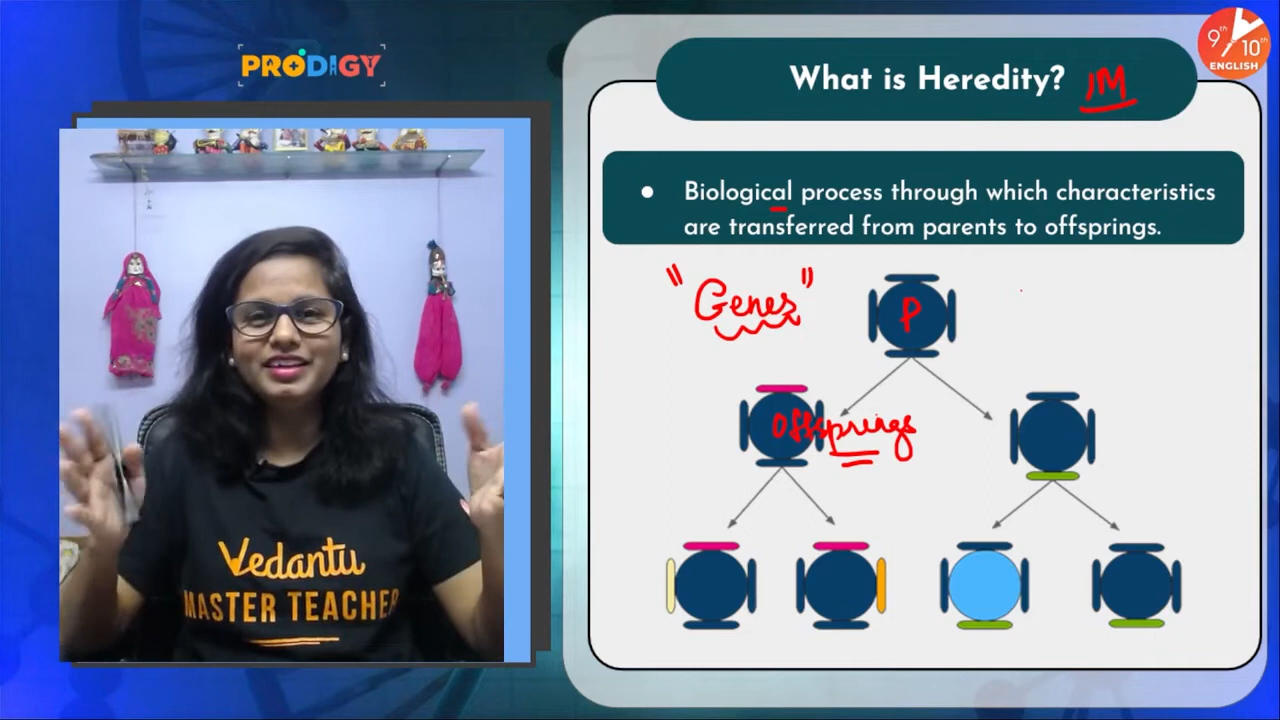 PRODIGY
9th 10th
ENGLISH
What is Heredity? 1M
• Biological process through which characteristics
are transferred from parents to offsprings.
"Genes"
P
Offsprings
Vedantu
MASTER TEACHER